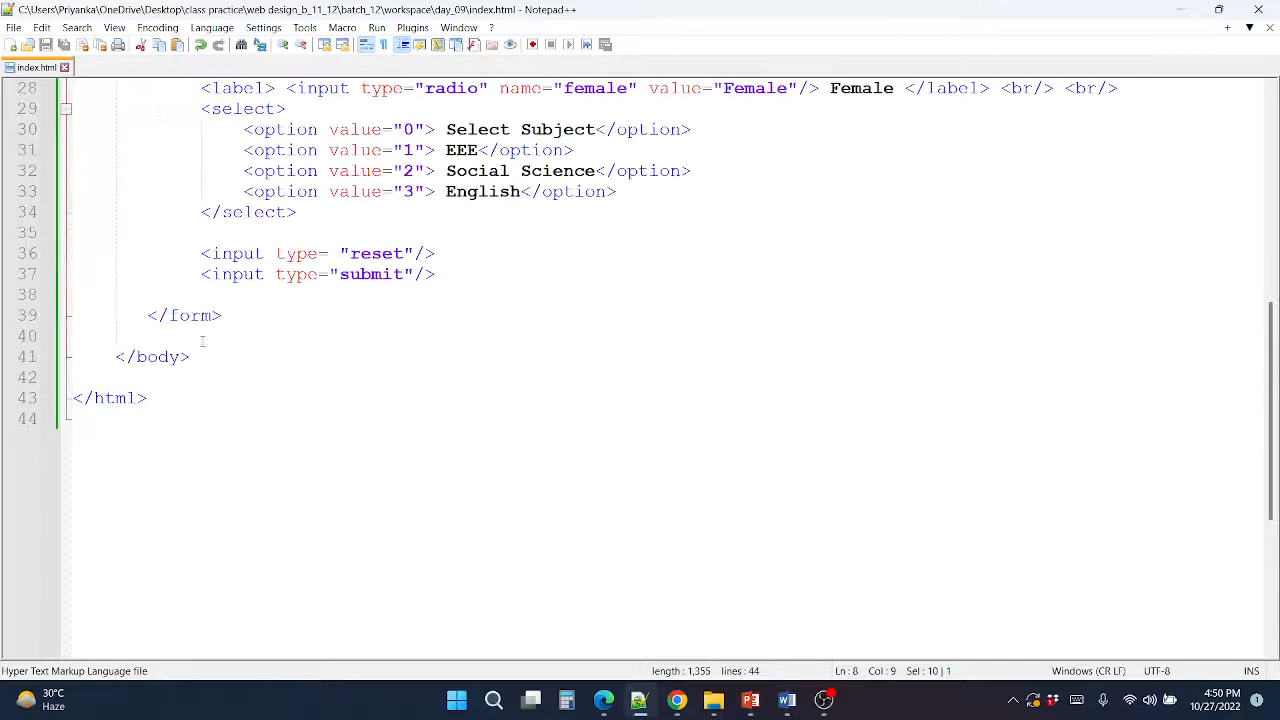 C:\Users\Priyanka\OneDrive\Desktop\class practice\web design_b_11_12\batch_12\workspace\day_09\index.html - Notepad++
File Edit Search View Encoding Language Settings Tools Macro Run Plugins Window ?
index.html
28 <label> <input type="radio" name="female" value="Female"/> Female </label> <br/> <br/>
29 <select>
30 <option value="0"> Select Subject</option>
31 <option value="1"> EEE</option>
32 <option value="2"> Social Science</option>
33 <option value="3"> English</option>
34 </select>
35
36 <input type= "reset"/>
37 <input type="submit"/>
38
39 </form>
40
41 </body>
42
43 </html>
44
Hyper Text Markup Language file length : 1,355 lines : 44 Ln : 8 Col : 9 Sel : 10 | 1 Windows (CR LF) UTF-8 INS
30°C
Haze
4:50 PM
10/27/2022